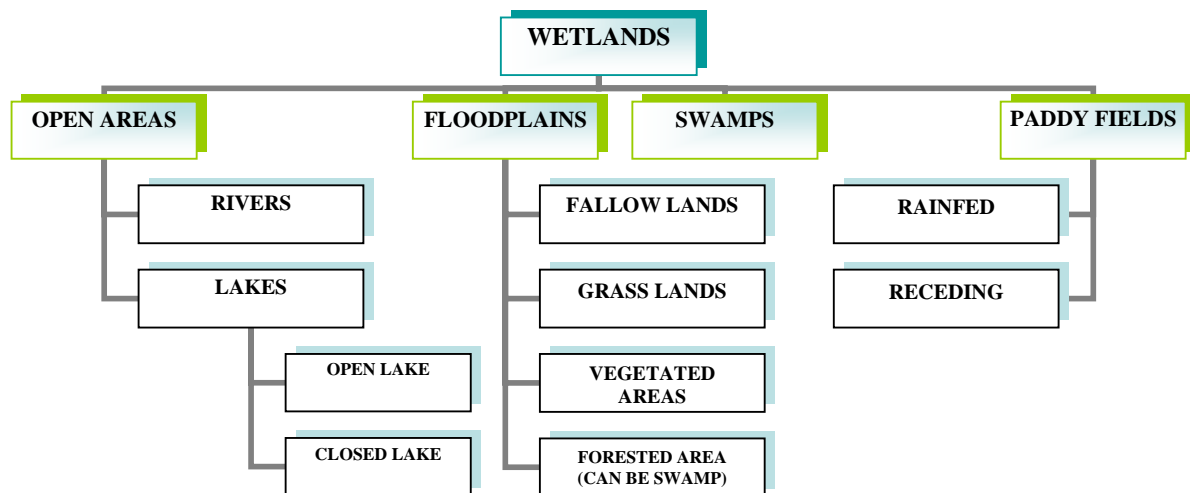 WETLANDS
OPEN AREAS
FLOODPLAINS
SWAMPS
PADDY FIELDS
RIVERS
LAKES
OPEN LAKE
CLOSED LAKE
FALLOW LANDS
GRASS LANDS
VEGETATED
AREAS
FORESTED AREA
(CAN BE SWAMP)
RAINFED
RECEDING